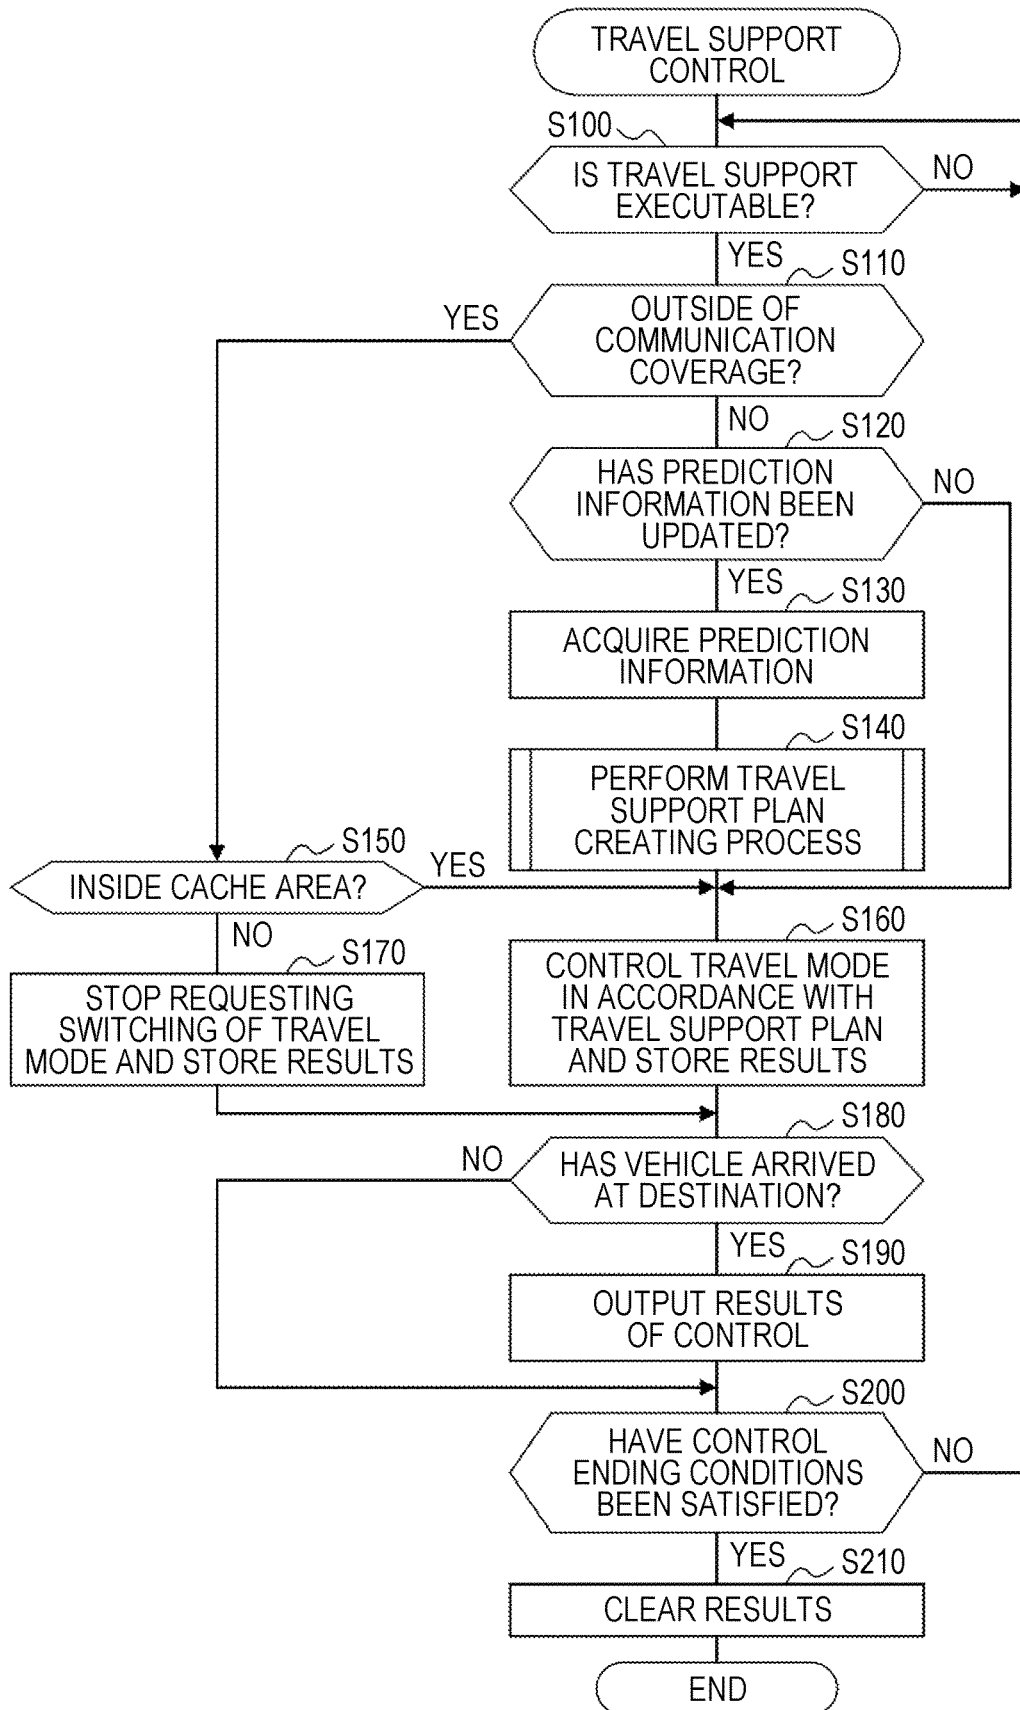 TRAVEL SUPPORT
CONTROL
S100
IS TRAVEL SUPPORT
EXECUTABLE?
NO
YES
S110
OUTSIDE OF
COMMUNICATION
COVERAGE?
YES
NO
S120
HAS PREDICTION
INFORMATION BEEN
UPDATED?
NO
YES
S130
ACQUIRE PREDICTION
INFORMATION
S140
PERFORM TRAVEL
SUPPORT PLAN
CREATING PROCESS
S150
INSIDE CACHE AREA?
YES
NO
S160
CONTROL TRAVEL MODE
IN ACCORDANCE WITH
TRAVEL SUPPORT PLAN
AND STORE RESULTS
S170
STOP REQUESTING
SWITCHING OF TRAVEL
MODE AND STORE RESULTS
S180
HAS VEHICLE ARRIVED
AT DESTINATION?
NO
YES
S190
OUTPUT RESULTS
OF CONTROL
S200
HAVE CONTROL
ENDING CONDITIONS
BEEN SATISFIED?
NO
YES
S210
CLEAR RESULTS
END